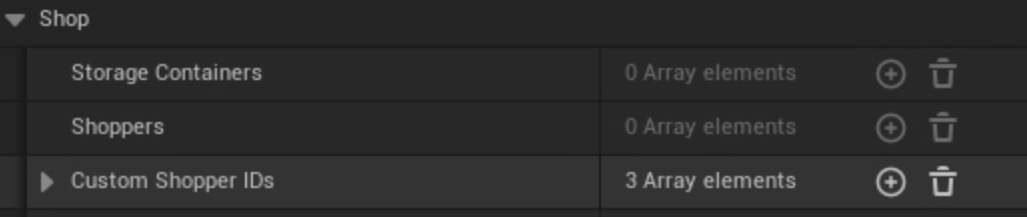 Shop
Storage Containers 0 Array elements
Shoppers 0 Array elements
Custom Shopper IDs 3 Array elements